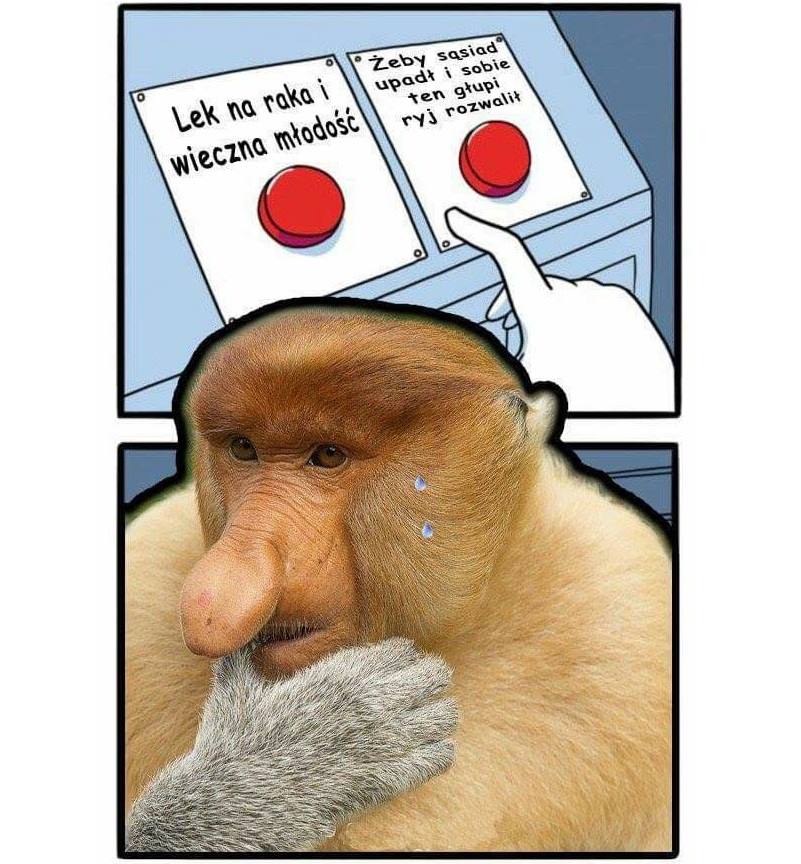 Lek na raka i
wieczna młodość
Żeby sąsiad
upadł i sobie
ten głupi
ryj rozwalił